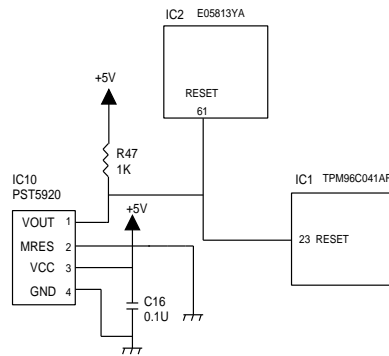 IC2 E05813YA
+5V
RESET
61
R47
1K
IC10
PST5920
IC1 TPM96C041AF
+5V
VOUT 1
MRES 2
VCC 3
GND 4
23 RESET
C16
0.1U